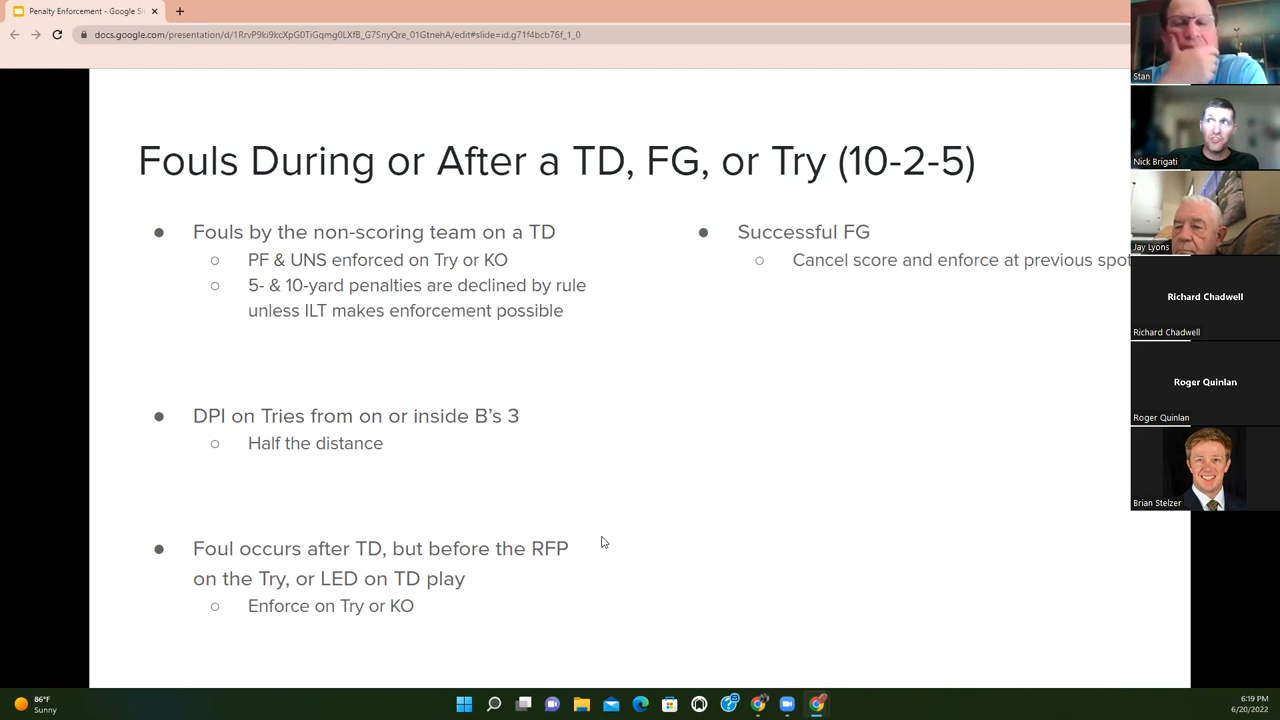 Penalty Enforcement - Google Sli
docs.google.com/presentation/d/1RrvP9ki9kcXpG0TiGqmg0LXfB_G7SnyQre_01GtnehA/edit#slide=id.g71f4bcb76f_1_0
Fouls During or After a TD, FG, or Try (10-2-5)
● Fouls by the non-scoring team on a TD
○ PF & UNS enforced on Try or KO
○ 5- & 10-yard penalties are declined by rule
unless ILT makes enforcement possible
● DPI on Tries from on or inside B's 3
○ Half the distance
● Foul occurs after TD, but before the RFP
on the Try, or LED on TD play
○ Enforce on Try or KO
● Successful FG
○ Cancel score and enforce at previous spot
Stan
Nick Brigati
Jay Lyons
Richard Chadwell
Richard Chadwell
Roger Quinlan
Roger Quinlan
Brian Stelzer
86°F
Sunny
6:19 PM
6/20/2022